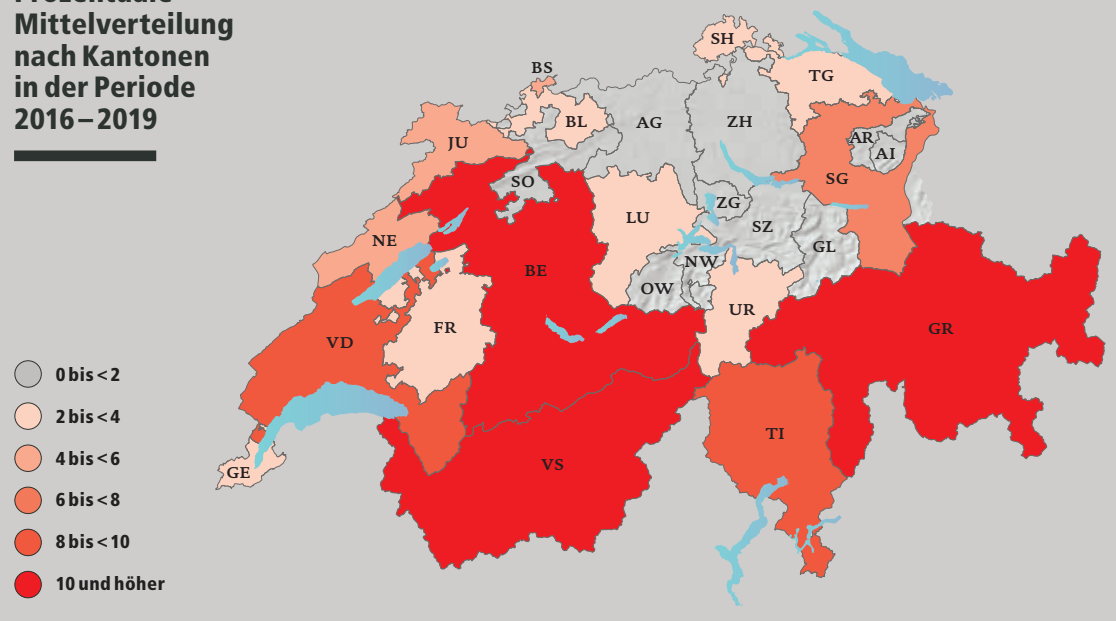 Prozentuale
Mittelverteilung
nach Kantonen
in der Periode
2016–2019
SH
TG
BS
BL
AG
ZH
JU
AR
AI
SO
SG
ZG
LU
SZ
NE
GL
NW
BE
OW
UR
FR
GR
VD
TI
VS
GE
0 bis < 2
2 bis < 4
4 bis < 6
6 bis < 8
8 bis < 10
10 und höher